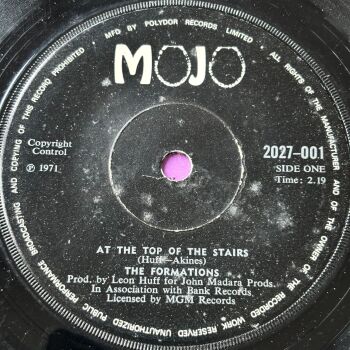 MFG BY POLYDOR RECORDS LIMITED . ALL RIGHTS OF THE MANUFACTURER AND OF THE OWNER OF THE RECORDED WORK RESERVED UNAUTHORIZED PUBLIC PERFORMANCE BROADCASTING AND COPYING OF THIS RECORD PROHIBITED
MOJO
Copyright
Control
℗ 1971
2027-001
SIDE ONE
Time: 2.19
AT THE TOP OF THE STAIRS
(Huff—Akines)
THE FORMATIONS
Prod. by Leon Huff for John Madara Prods.
In Association with Bank Records
Licensed by MGM Records